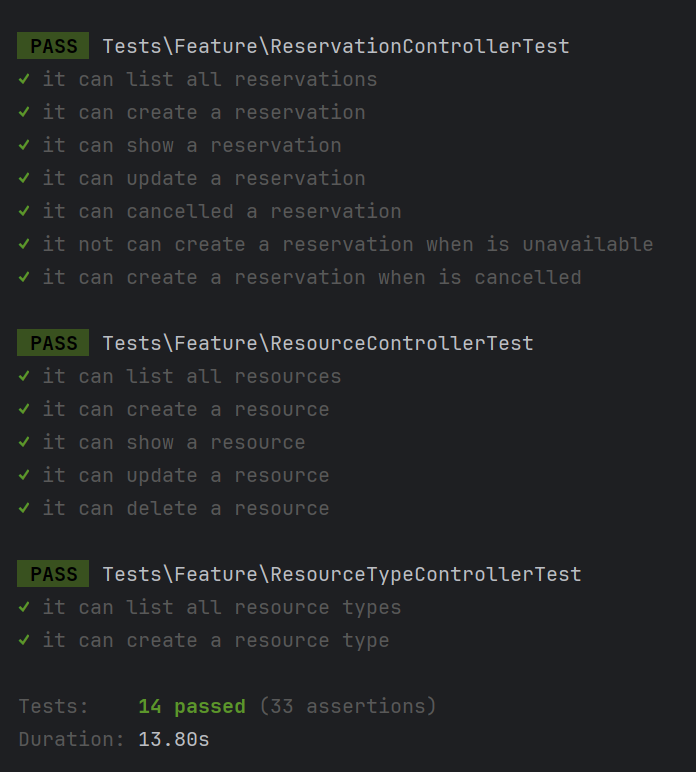 PASS Tests\Feature\ReservationControllerTest
✓ it can list all reservations
✓ it can create a reservation
✓ it can show a reservation
✓ it can update a reservation
✓ it can cancelled a reservation
✓ it not can create a reservation when is unavailable
✓ it can create a reservation when is cancelled
PASS Tests\Feature\ResourceControllerTest
✓ it can list all resources
✓ it can create a resource
✓ it can show a resource
✓ it can update a resource
✓ it can delete a resource
PASS Tests\Feature\ResourceTypeControllerTest
✓ it can list all resource types
✓ it can create a resource type
Tests: 14 passed (33 assertions)
Duration: 13.80s